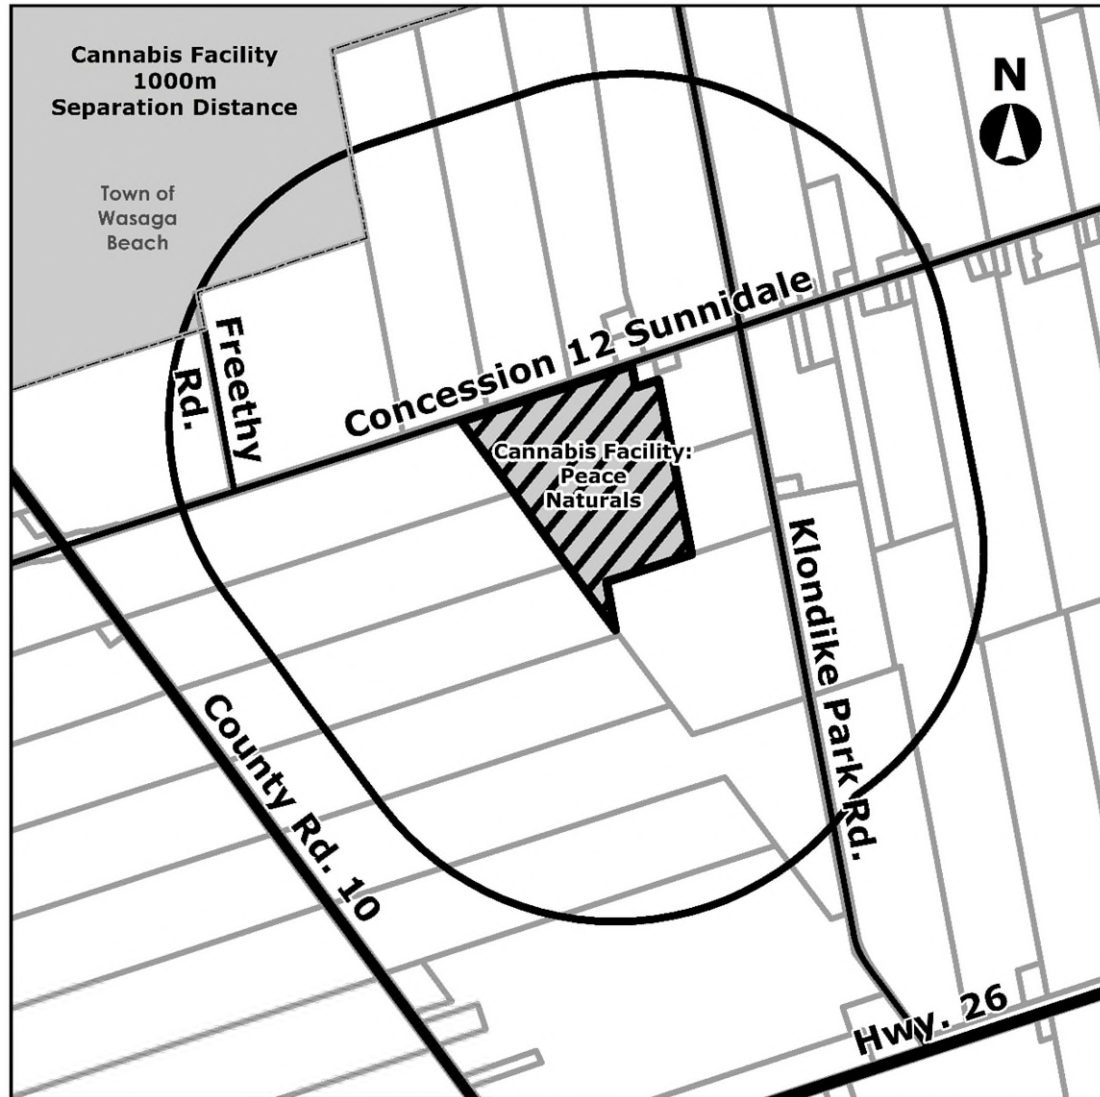 Cannabis Facility
1000m
Separation Distance
N
Town of
Wasaga
Beach
Concession 12 Sunnidale
Freethy
Rd.
Cannabis Facility:
Peace
Naturals
Klondike Park Rd.
County Rd. 10
Hwy. 26